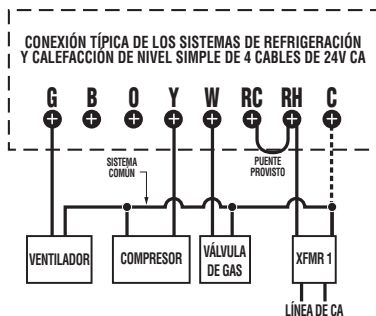 CONEXIÓN TÍPICA DE LOS SISTEMAS DE REFRIGERACIÓN
Y CALEFACCIÓN DE NIVEL SIMPLE DE 4 CABLES DE 24V CA
G B O Y W RC RH C
SISTEMA
COMÚN
PUENTE
PROVISTO
VENTILADOR
COMPRESOR
VÁLVULA
DE GAS
XFMR 1
LÍNEA DE CA